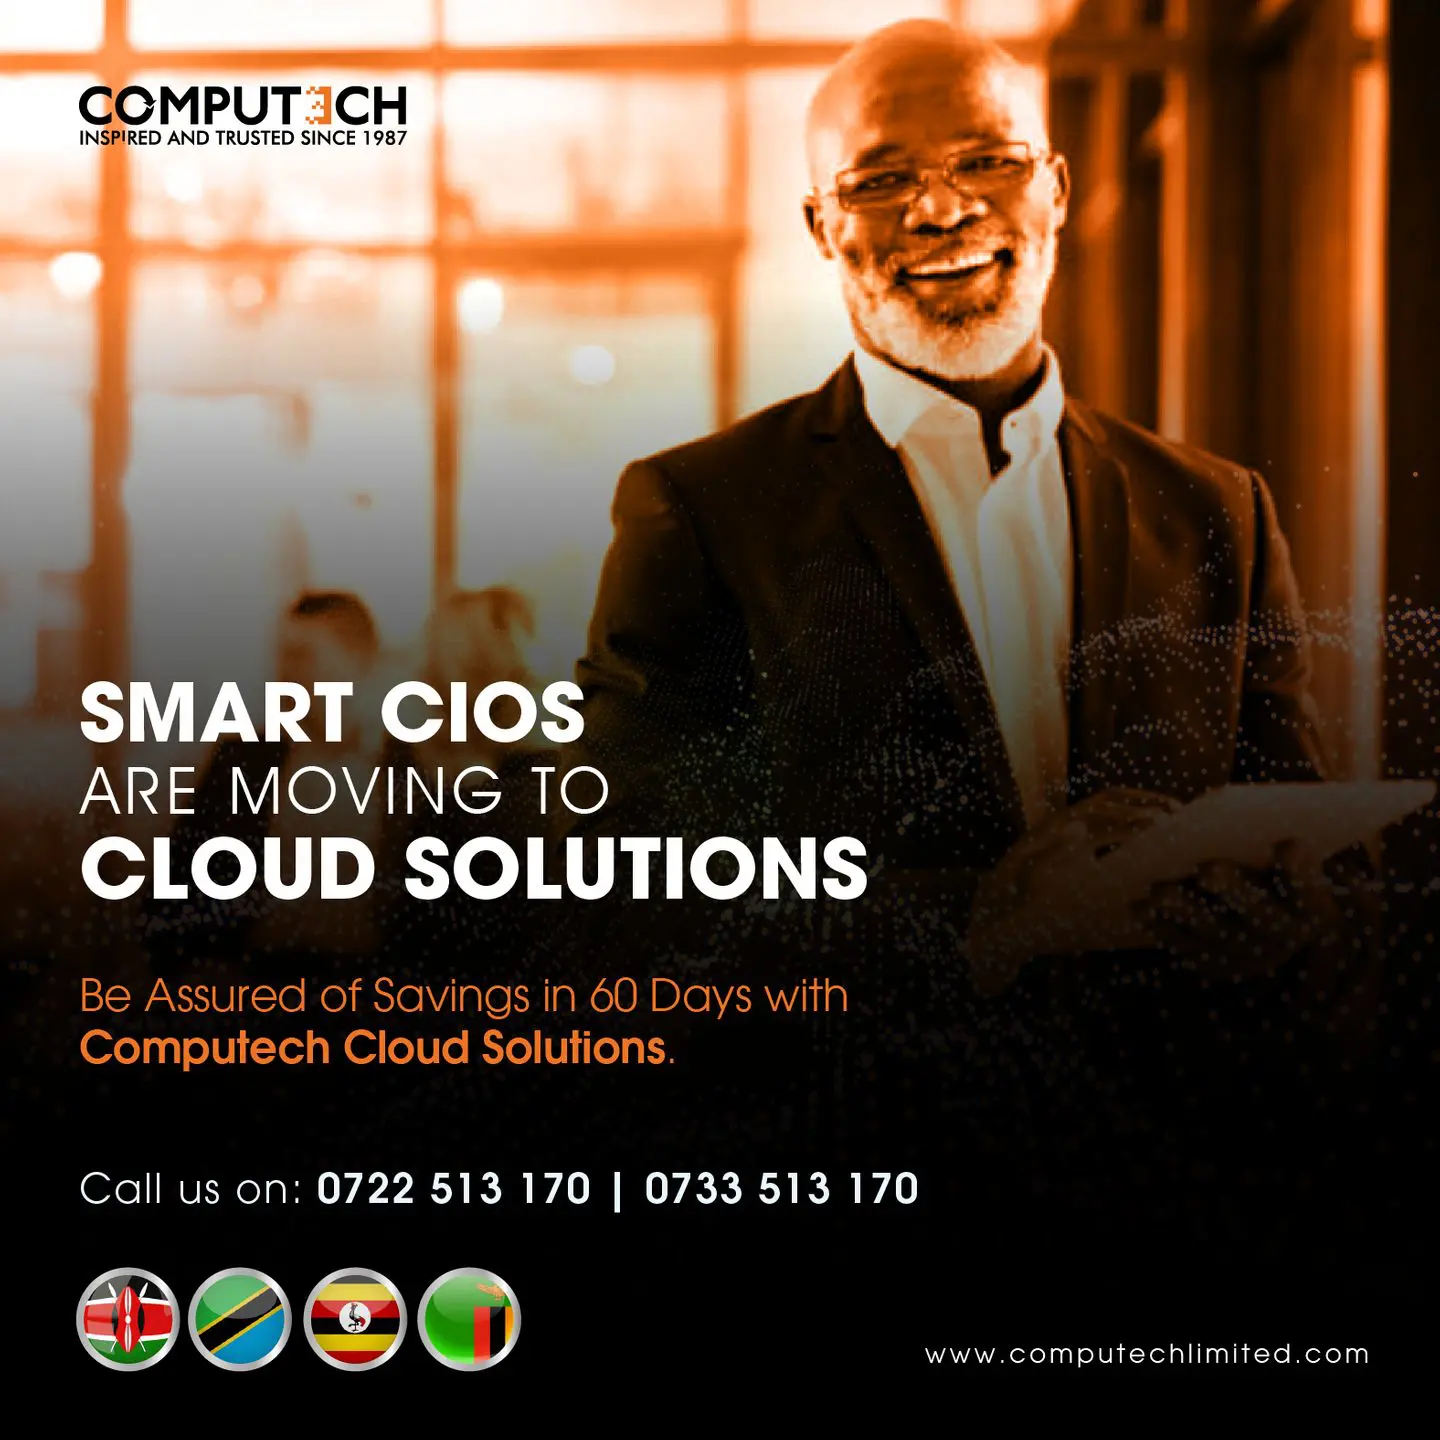 COMPUTECH
INSPIRED AND TRUSTED SINCE 1987
SMART CIOS
ARE MOVING TO
CLOUD SOLUTIONS
Be Assured of Savings in 60 Days with
Computech Cloud Solutions.
Call us on: 0722 513 170 | 0733 513 170
www.computechlimited.com